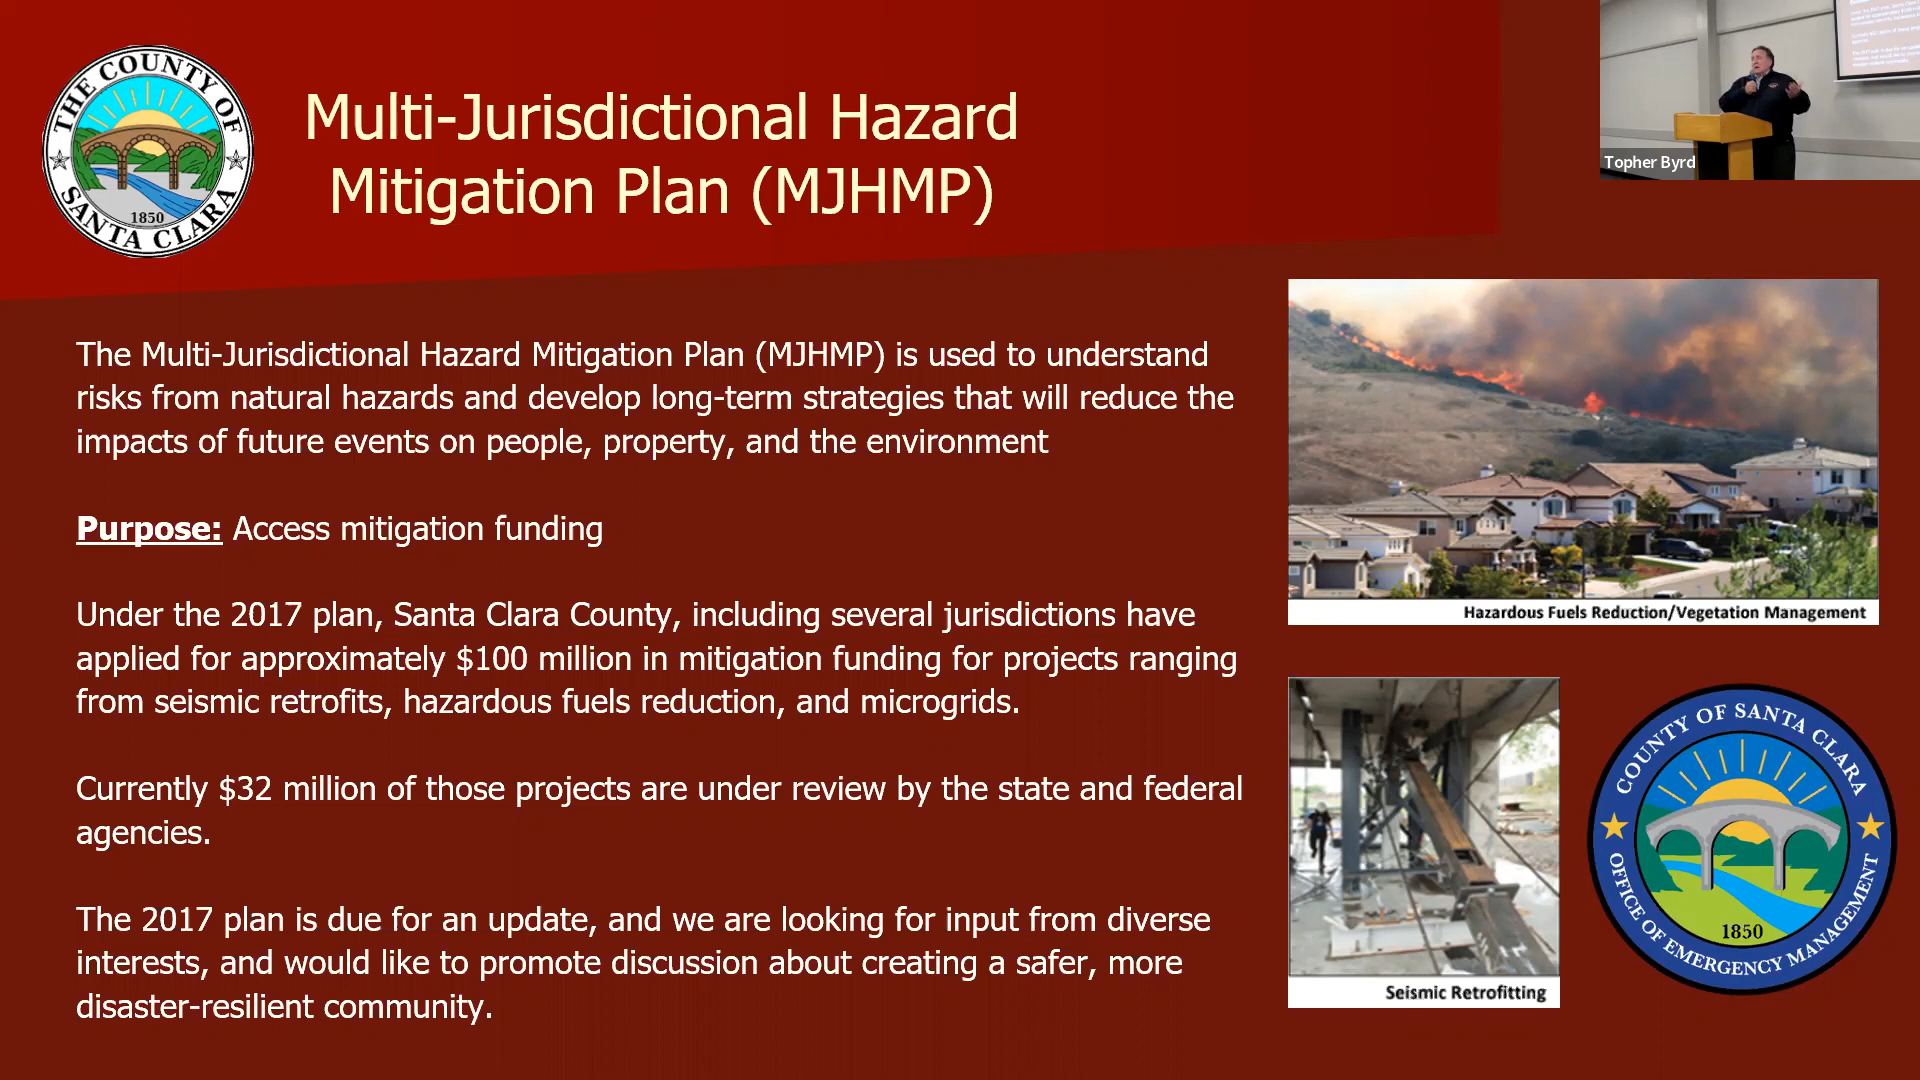 THE COUNTY OF
SANTA CLARA
1850
Multi-Jurisdictional Hazard
Mitigation Plan (MJHMP)
Topher Byrd
The Multi-Jurisdictional Hazard Mitigation Plan (MJHMP) is used to understand
risks from natural hazards and develop long-term strategies that will reduce the
impacts of future events on people, property, and the environment
Purpose: Access mitigation funding
Under the 2017 plan, Santa Clara County, including several jurisdictions have
applied for approximately $100 million in mitigation funding for projects ranging
from seismic retrofits, hazardous fuels reduction, and microgrids.
Currently $32 million of those projects are under review by the state and federal
agencies.
The 2017 plan is due for an update, and we are looking for input from diverse
interests, and would like to promote discussion about creating a safer, more
disaster-resilient community.
Hazardous Fuels Reduction/Vegetation Management
Seismic Retrofitting
COUNTY OF SANTA CLARA
OFFICE OF EMERGENCY MANAGEMENT
1850